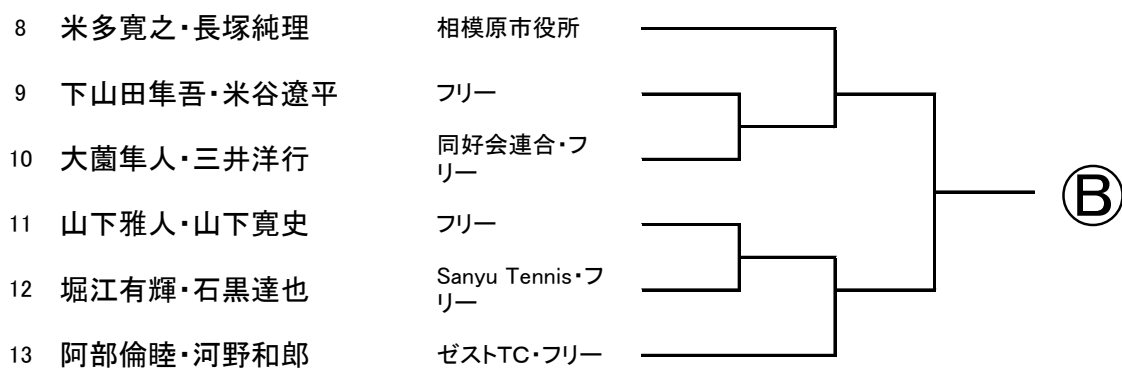 8 米多寛之・長塚純理 相模原市役所
9 下山田隼吾・米谷遼平 フリー
10 大薗隼人・三井洋行 同好会連合・フ
リー
11 山下雅人・山下寛史 フリー
12 堀江有輝・石黒達也 Sanyu Tennis・フ
リー
13 阿部倫睦・河野和郎 ゼストTC・フリー
Ⓑ